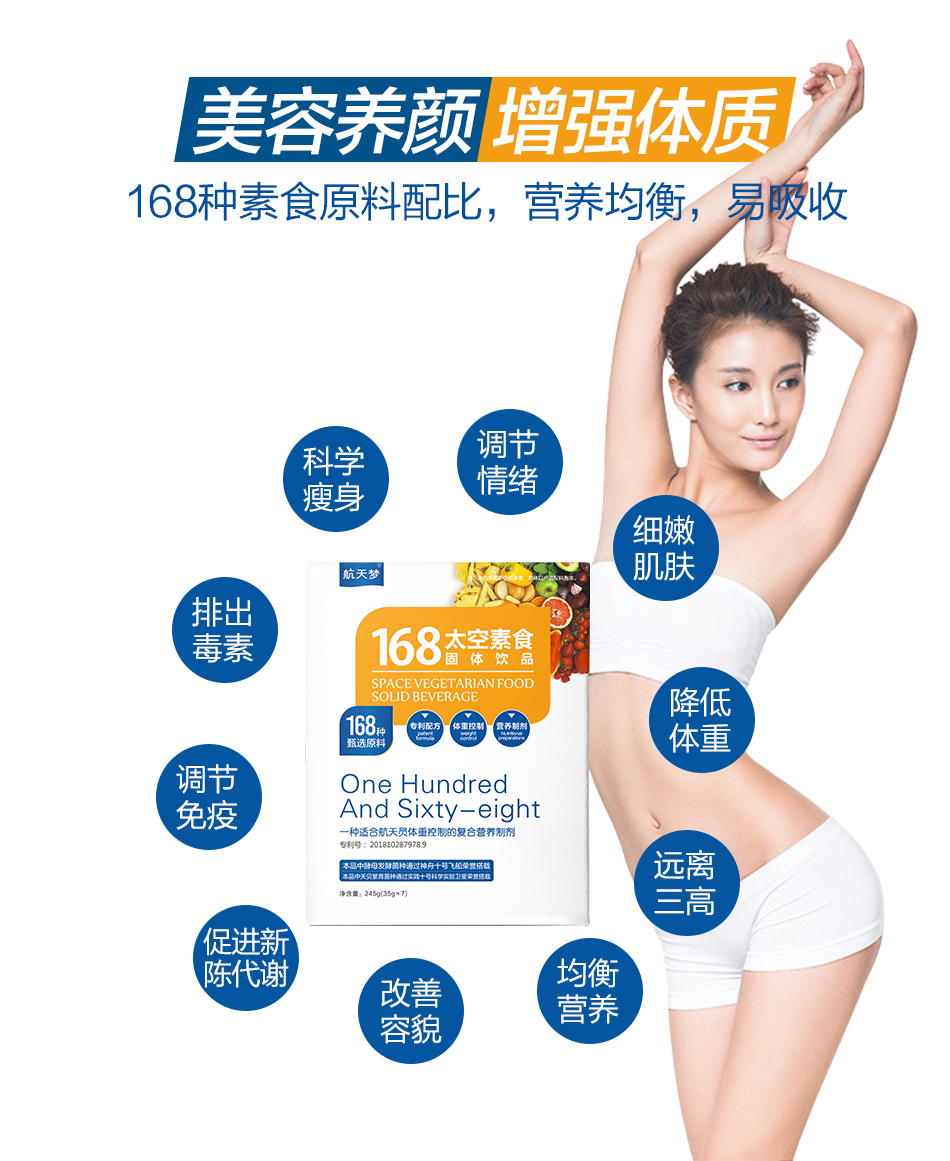 美容养颜 增强体质
168种素食原料配比，营养均衡，易吸收
科学
瘦身
调节
情绪
细嫩
肌肤
排出
毒素
降低
体重
调节
免疫
远离
三高
促进新
陈代谢
改善
容貌
均衡
营养
航天梦
168 太空素食
固体饮品
SPACE VEGETARIAN FOOD
SOLID BEVERAGE
168种
甄选原料
专利配方
patent
formula
体重控制
weight
control
营养制剂
Nutritional
preparations
One Hundred
And Sixty-eight
一种适合航天员体重控制的复合营养制剂
专利号：201810287978.9
本品中酵母发酵菌种通过神舟十号飞船荣誉搭载
本品中天贝繁育菌种通过实践十号科学实验卫星荣誉搭载
净含量：245g(35g×7)